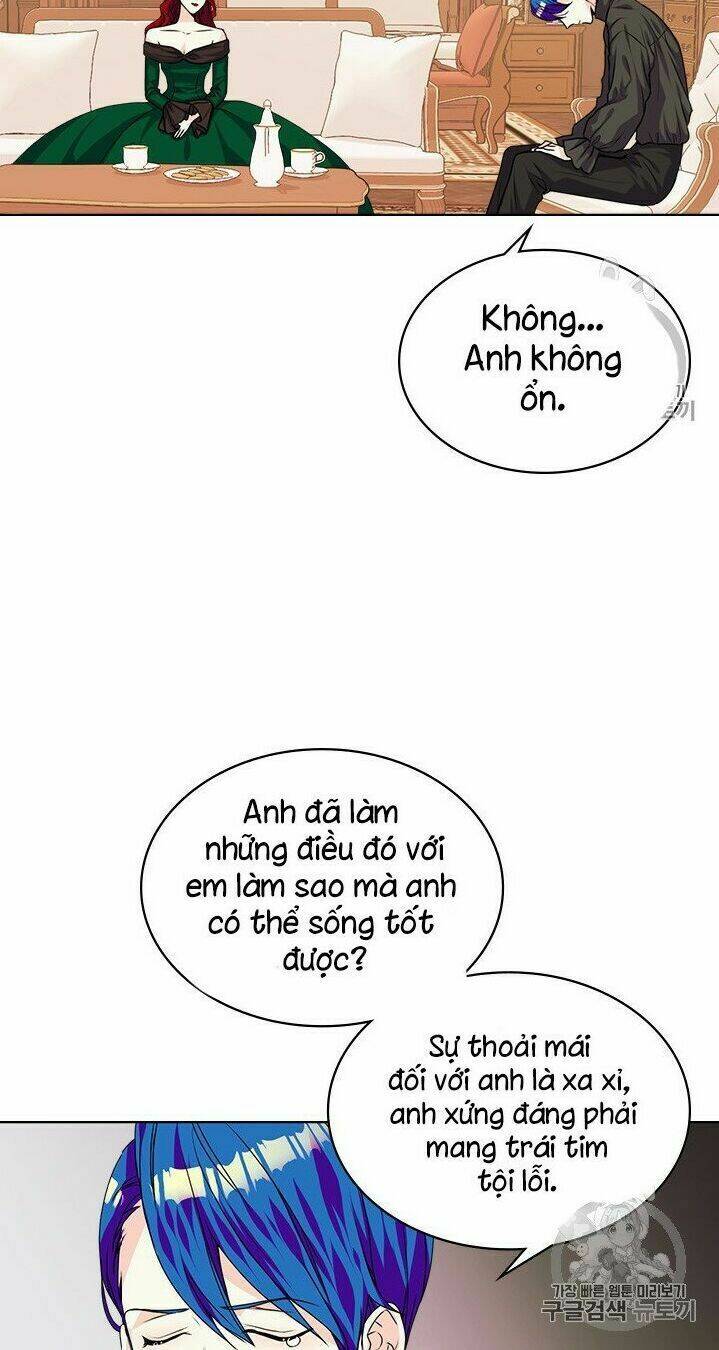 Không...
Anh không
ổn.
Anh đã làm
những điều đó với
em làm sao mà anh
có thể sống tốt
được?
Sự thoải mái
đối với anh là xa xỉ,
anh xứng đáng phải
mang trái tim
tội lỗi.
가장 빠른 웹툰 미리보기
구글검색 뉴토끼